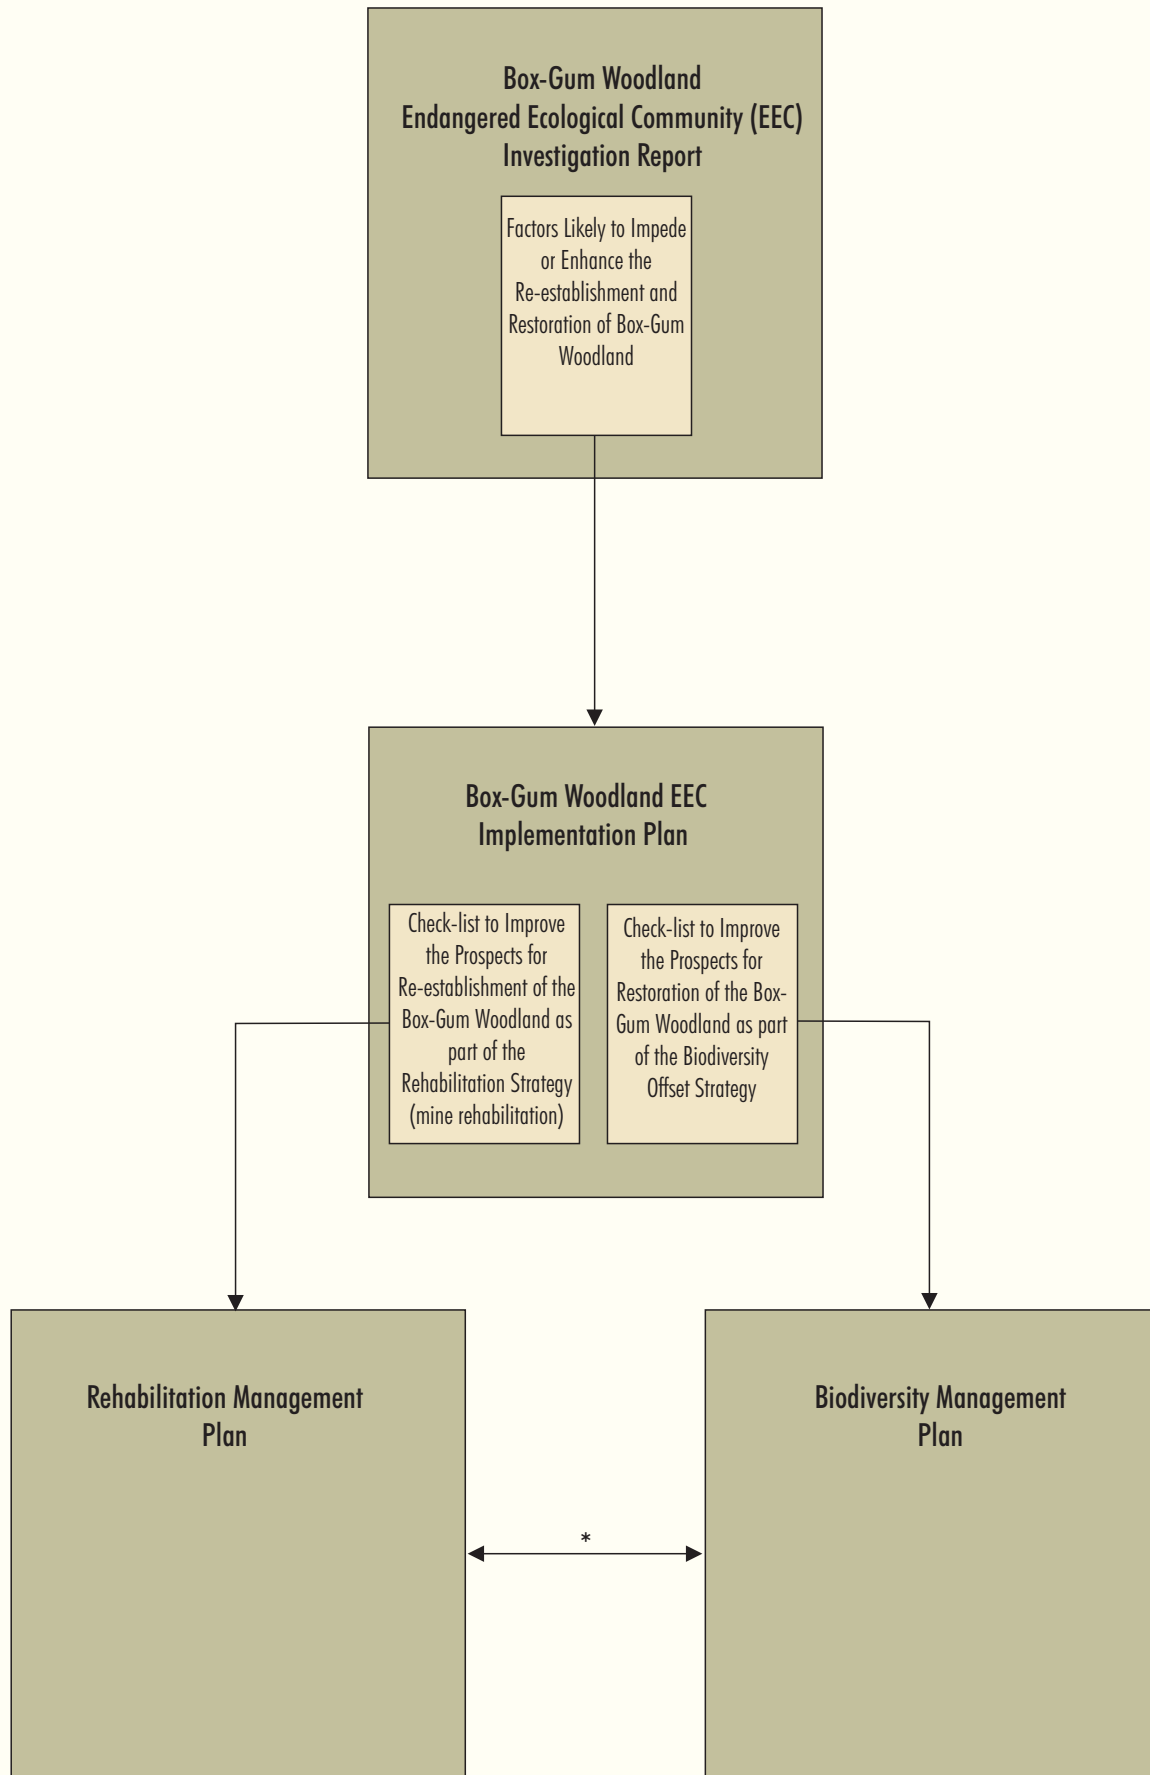 Box-Gum Woodland
Endangered Ecological Community (EEC)
Investigation Report
Factors Likely to Impede
or Enhance the
Re-establishment and
Restoration of Box-Gum
Woodland
Box-Gum Woodland EEC
Implementation Plan
Check-list to Improve
the Prospects for
Re-establishment of the
Box-Gum Woodland as
part of the
Rehabilitation Strategy
(mine rehabilitation)
Check-list to Improve
the Prospects for
Restoration of the Box-
Gum Woodland as part
of the Biodiversity
Offset Strategy
Rehabilitation Management
Plan
Biodiversity Management
Plan
*